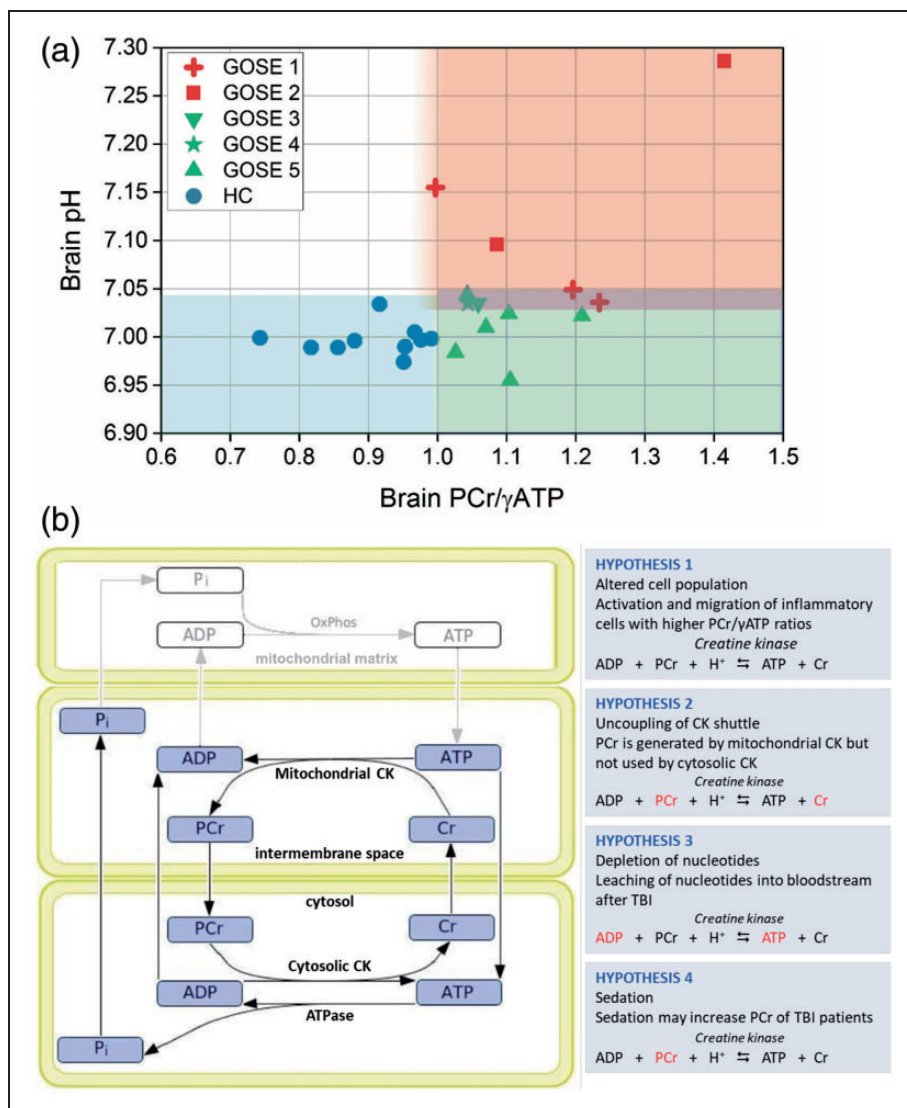 (a)
7.30
7.25
7.20
7.15
7.10
7.05
7.00
6.95
6.90
Brain pH
GOSE 1
GOSE 2
GOSE 3
GOSE 4
GOSE 5
HC
0.6 0.7 0.8 0.9 1.0 1.1 1.2 1.3 1.4 1.5
Brain PCr/γATP
(b)
Pi
OxPhos
ADP
ATP
mitochondrial matrix
Pi
ADP
ATP
Mitochondrial CK
PCr
Cr
intermembrane space
cytosol
PCr
Cr
Cytosolic CK
ADP
ATP
ATPase
Pi
HYPOTHESIS 1
Altered cell population
Activation and migration of inflammatory
cells with higher PCr/γATP ratios
Creatine kinase
ADP + PCr + H⁺ ⇆ ATP + Cr
HYPOTHESIS 2
Uncoupling of CK shuttle
PCr is generated by mitochondrial CK but
not used by cytosolic CK
Creatine kinase
ADP + PCr + H⁺ ⇆ ATP + Cr
HYPOTHESIS 3
Depletion of nucleotides
Leaching of nucleotides into bloodstream
after TBI
Creatine kinase
ADP + PCr + H⁺ ⇆ ATP + Cr
HYPOTHESIS 4
Sedation
Sedation may increase PCr of TBI patients
Creatine kinase
ADP + PCr + H⁺ ⇆ ATP + Cr